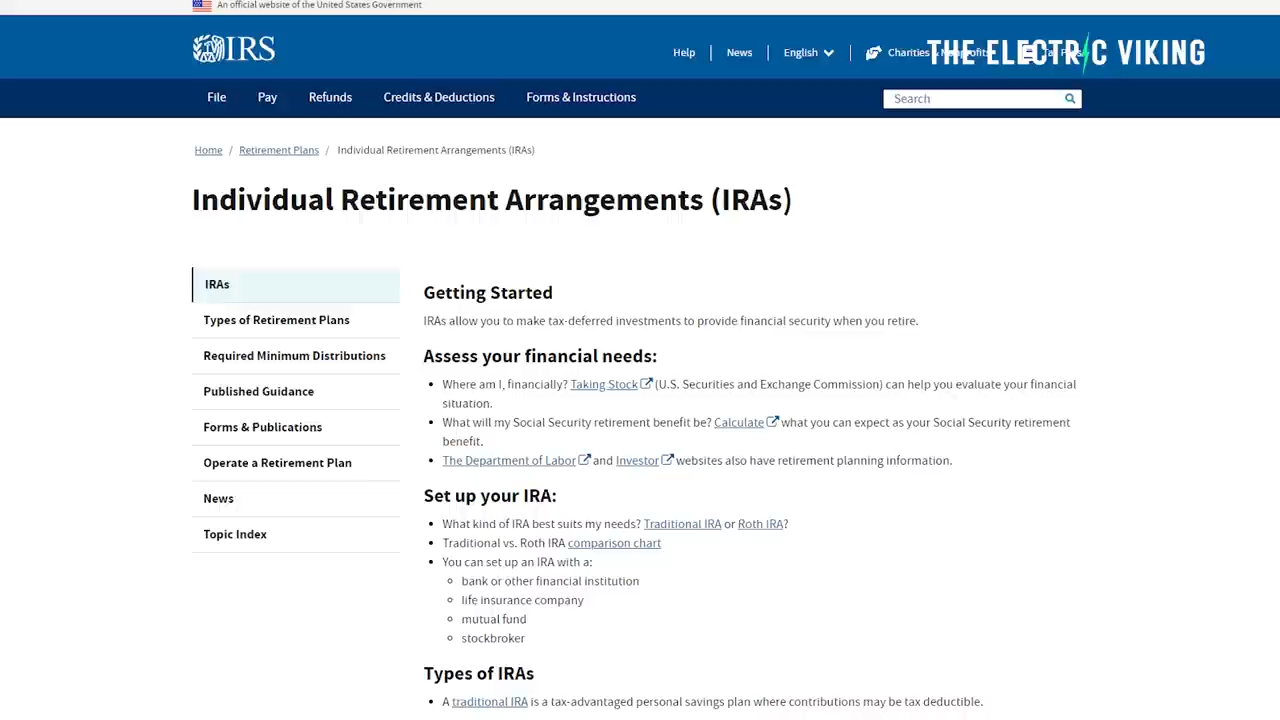 An official website of the United States Government
IRS
Help
News
English
Charities
THE ELECTRIC VIKING
File
Pay
Refunds
Credits & Deductions
Forms & Instructions
Search
Home / Retirement Plans / Individual Retirement Arrangements (IRAs)
Individual Retirement Arrangements (IRAs)
IRAs
Types of Retirement Plans
Required Minimum Distributions
Published Guidance
Forms & Publications
Operate a Retirement Plan
News
Topic Index
Getting Started
IRAs allow you to make tax-deferred investments to provide financial security when you retire.
Assess your financial needs:
Where am I, financially? Taking Stock (U.S. Securities and Exchange Commission) can help you evaluate your financial
situation.
What will my Social Security retirement benefit be? Calculate what you can expect as your Social Security retirement
benefit.
The Department of Labor and Investor websites also have retirement planning information.
Set up your IRA:
What kind of IRA best suits my needs? Traditional IRA or Roth IRA?
Traditional vs. Roth IRA comparison chart
You can set up an IRA with a:
bank or other financial institution
life insurance company
mutual fund
stockbroker
Types of IRAs
A traditional IRA is a tax-advantaged personal savings plan where contributions may be tax deductible.